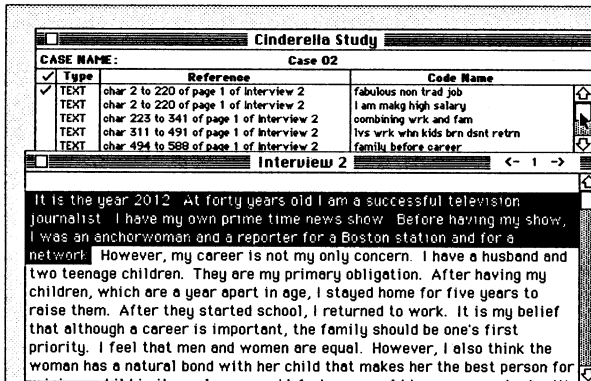 Cinderella Study
CASE NAME: Case 02
✓ Type Reference Code Name
✓ TEXT char 2 to 220 of page 1 of Interview 2 fabulous non trad job
TEXT char 2 to 220 of page 1 of Interview 2 I am makg high salary
TEXT char 223 to 341 of page 1 of Interview 2 combining wrk and fam
TEXT char 311 to 491 of page 1 of Interview 2 lvs wrk whn kids brn dsnt retrn
TEXT char 494 to 588 of page 1 of Interview 2 family before career
Interview 2 <- 1 ->
It is the year 2012 At forty years old I am a successful television
journalist I have my own prime time news show Before having my show,
I was an anchorwoman and a reporter for a Boston station and for a
network However, my career is not my only concern. I have a husband and
two teenage children. They are my primary obligation. After having my
children, which are a year apart in age, I stayed home for five years to
raise them. After they started school, I returned to work. It is my belief
that although a career is important, the family should be one's first
priority. I feel that men and women are equal. However, I also think the
woman has a natural bond with her child that makes her the best person for